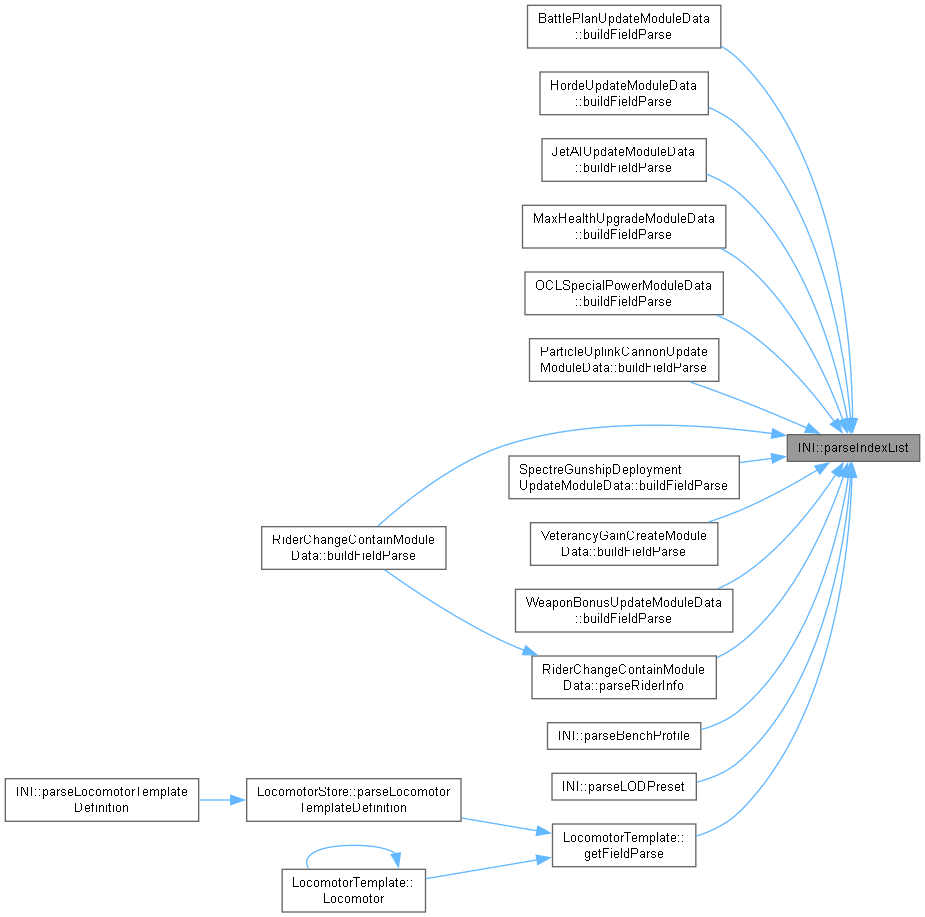 BattlePlanUpdateModuleData
::buildFieldParse
HordeUpdateModuleData
::buildFieldParse
JetAIUpdateModuleData
::buildFieldParse
MaxHealthUpgradeModuleData
::buildFieldParse
OCLSpecialPowerModuleData
::buildFieldParse
ParticleUplinkCannonUpdate
ModuleData::buildFieldParse
INI::parseIndexList
SpectreGunshipDeployment
UpdateModuleData::buildFieldParse
RiderChangeContainModule
Data::buildFieldParse
VeterancyGainCreateModule
Data::buildFieldParse
WeaponBonusUpdateModuleData
::buildFieldParse
RiderChangeContainModule
Data::parseRiderInfo
INI::parseBenchProfile
INI::parseLODPreset
INI::parseLocomotorTemplate
Definition
LocomotorStore::parseLocomotor
TemplateDefinition
LocomotorTemplate::
getFieldParse
LocomotorTemplate::
Locomotor